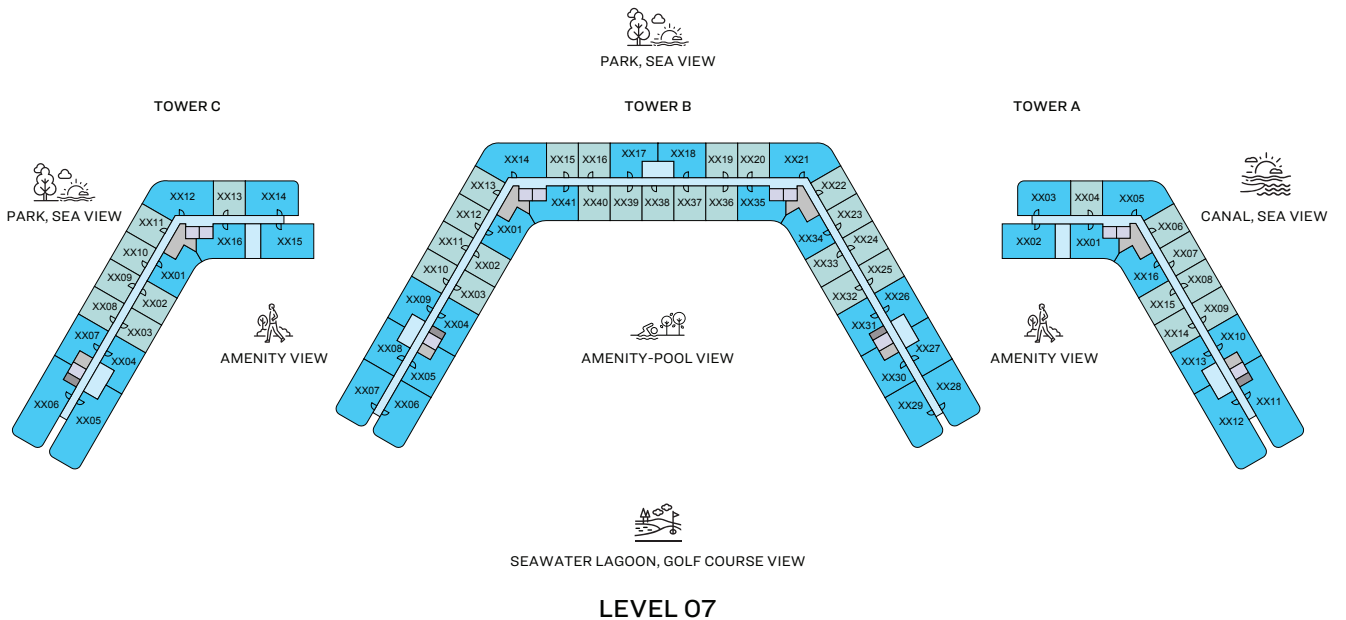 PARK, SEA VIEW
TOWER C
TOWER B
TOWER A
PARK, SEA VIEW
CANAL, SEA VIEW
XX12
XX13
XX14
XX11
XX16
XX15
XX10
XX01
XX09
XX02
XX08
XX03
XX07
XX04
XX06
XX05
XX14
XX15
XX16
XX17
XX18
XX19
XX20
XX21
XX13
XX22
XX41
XX40
XX39
XX38
XX37
XX36
XX35
XX12
XX01
XX34
XX23
XX11
XX02
XX33
XX24
XX10
XX03
XX32
XX25
XX09
XX04
XX31
XX26
XX08
XX05
XX30
XX27
XX07
XX06
XX29
XX28
XX03
XX04
XX05
XX02
XX01
XX06
XX16
XX07
XX15
XX08
XX14
XX09
XX13
XX10
XX12
XX11
AMENITY VIEW
AMENITY-POOL VIEW
AMENITY VIEW
SEAWATER LAGOON, GOLF COURSE VIEW
LEVEL 07